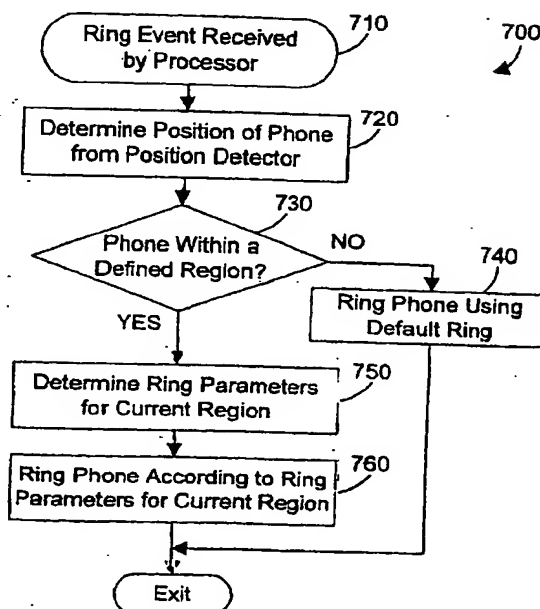 Ring Event Received
by Processor
710
700
Determine Position of Phone
from Position Detector
720
730
Phone Within a
Defined Region?
NO
740
Ring Phone Using
Default Ring
YES
750
Determine Ring Parameters
for Current Region
760
Ring Phone According to Ring
Parameters for Current Region
Exit